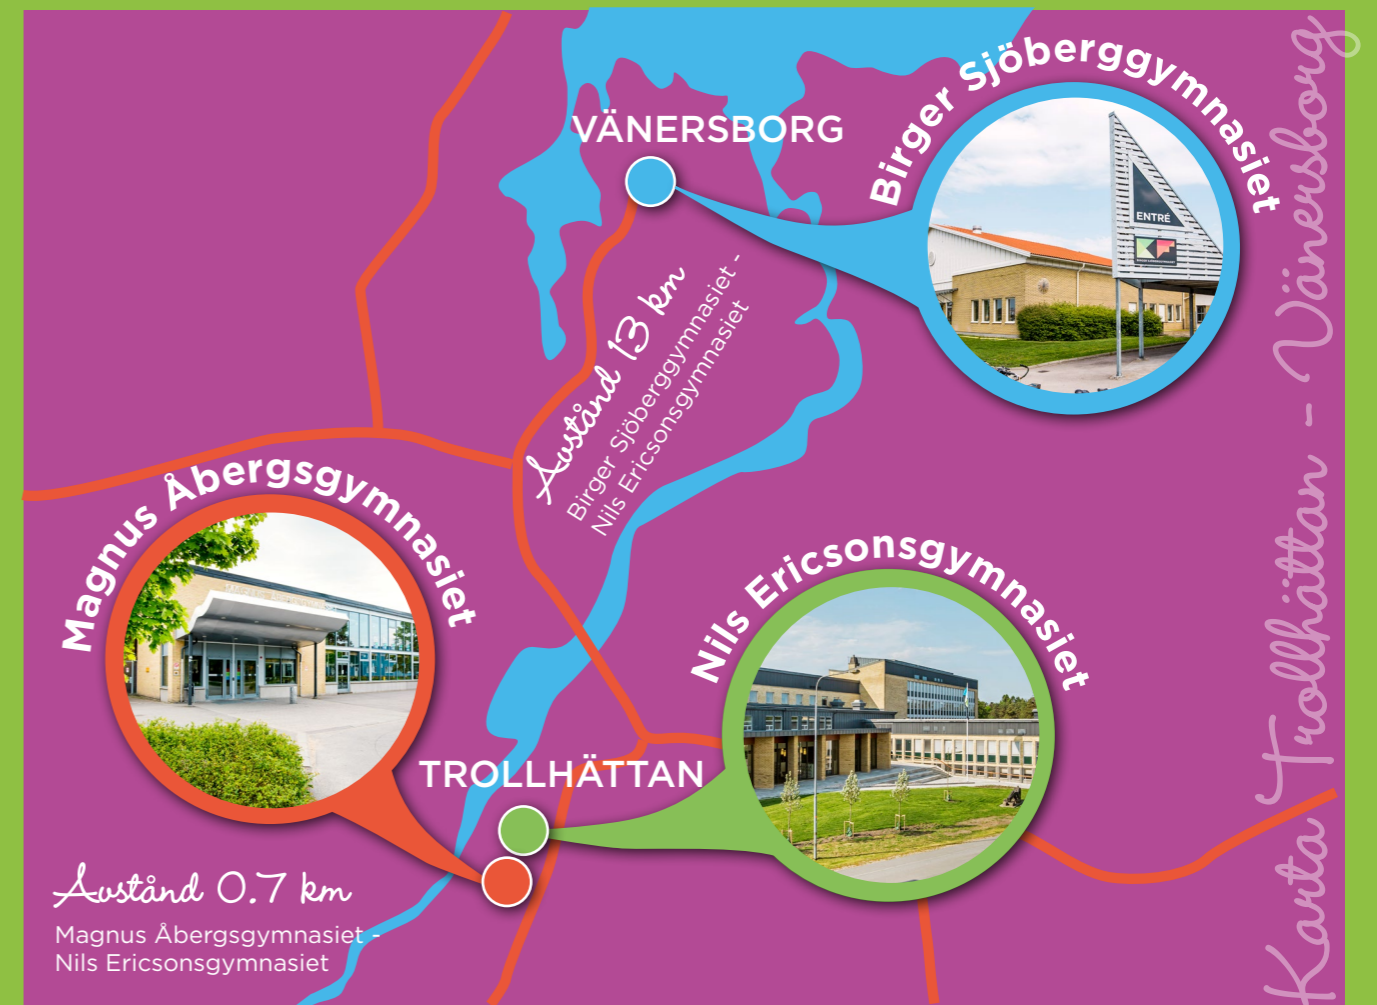 VÄNERSBORG
Birger Sjöberggymnasiet
ENTRÉ
Avstånd 13 km
Birger Sjöberggymnasiet -
Nils Ericsonsgymnasiet
Magnus Åbergsgymnasiet
Nils Ericsonsgymnasiet
TROLLHÄTTAN
Avstånd 0.7 km
Magnus Åbergsgymnasiet -
Nils Ericsonsgymnasiet
Karta Trollhättan - Vänersborg